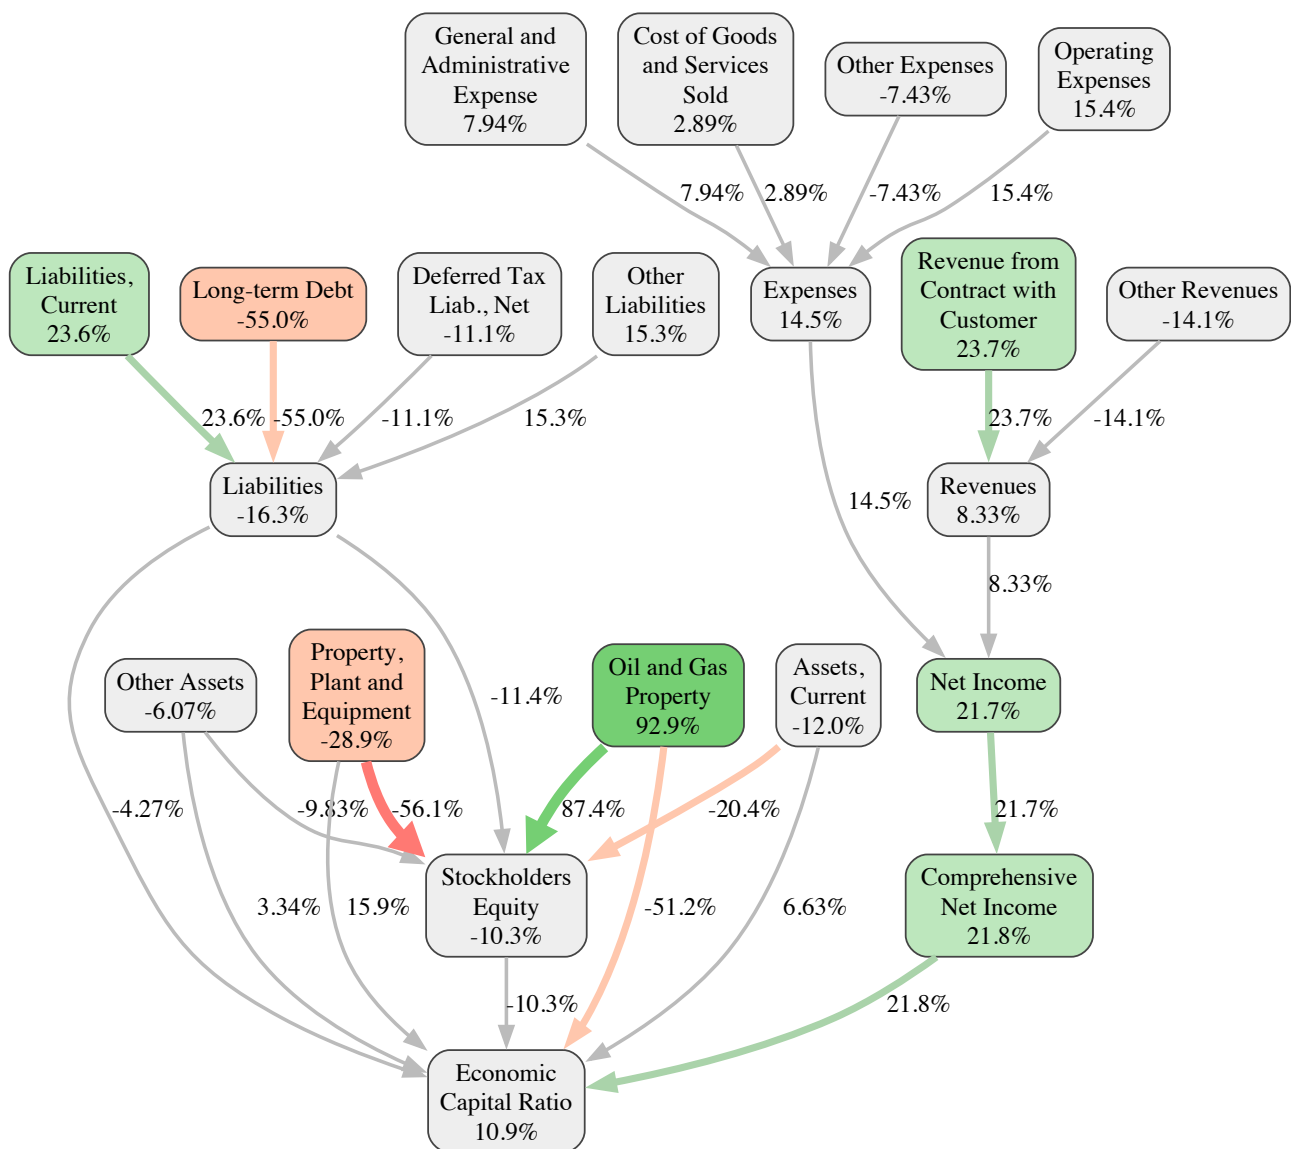 General and
Administrative
Expense
7.94%
Cost of Goods
and Services
Sold
2.89%
Other Expenses
-7.43%
Operating
Expenses
15.4%
7.94%
2.89%
-7.43%
15.4%
Liabilities,
Current
23.6%
Long-term Debt
-55.0%
Deferred Tax
Liab., Net
-11.1%
Other
Liabilities
15.3%
Expenses
14.5%
Revenue from
Contract with
Customer
23.7%
Other Revenues
-14.1%
23.6%
-55.0%
-11.1%
15.3%
23.7%
-14.1%
Liabilities
-16.3%
14.5%
Revenues
8.33%
8.33%
Other Assets
-6.07%
Property,
Plant and
Equipment
-28.9%
-11.4%
Oil and Gas
Property
92.9%
Assets,
Current
-12.0%
Net Income
21.7%
-4.27%
-9.83%
-56.1%
87.4%
-20.4%
21.7%
3.34%
15.9%
Stockholders
Equity
-10.3%
-51.2%
6.63%
Comprehensive
Net Income
21.8%
-10.3%
21.8%
Economic
Capital Ratio
10.9%